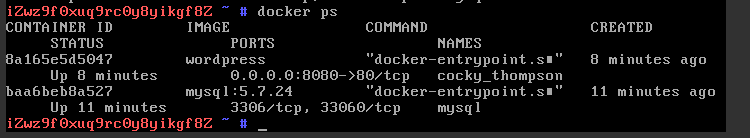 iZwz9f0xuq9rc0y8yikgf8Z ~ # docker ps
CONTAINER ID IMAGE COMMAND CREATED
STATUS PORTS NAMES
8a165e5d5047 wordpress "docker-entrypoint.s■" 8 minutes ago
Up 8 minutes 0.0.0.0:8080->80/tcp cocky_thompson
baa6beb8a527 mysql:5.7.24 "docker-entrypoint.s■" 11 minutes ago
Up 11 minutes 3306/tcp, 33060/tcp mysql
iZwz9f0xuq9rc0y8yikgf8Z ~ # _